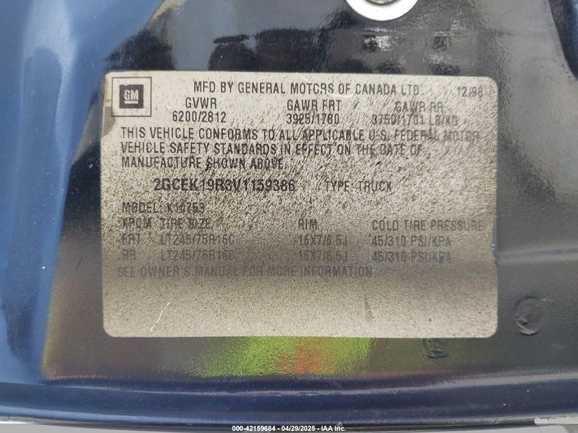 GM
MFD BY GENERAL MOTORS OF CANADA LTD. 12/96
GVWR GAWR FRT GAWR RR
6200/2812 3925/1780 3750/1701 LB/KG
THIS VEHICLE CONFORMS TO ALL APPLICABLE U.S. FEDERAL MOTOR
VEHICLE SAFETY STANDARDS IN EFFECT ON THE DATE OF
MANUFACTURE SHOWN ABOVE.
2GCEK19R3V1159386 TYPE: TRUCK
MODEL: K10753
TIRE SIZE RIM COLD TIRE PRESSURE
FRT LT245/75R16C 16X7/6.5J 45/310 PSI/KPA
RR LT245/75R16C 16X7/6.5J 45/310 PSI/KPA
SEE OWNER'S MANUAL FOR MORE INFORMATION
000-42159684 - 04/29/2025 - IAA Inc.